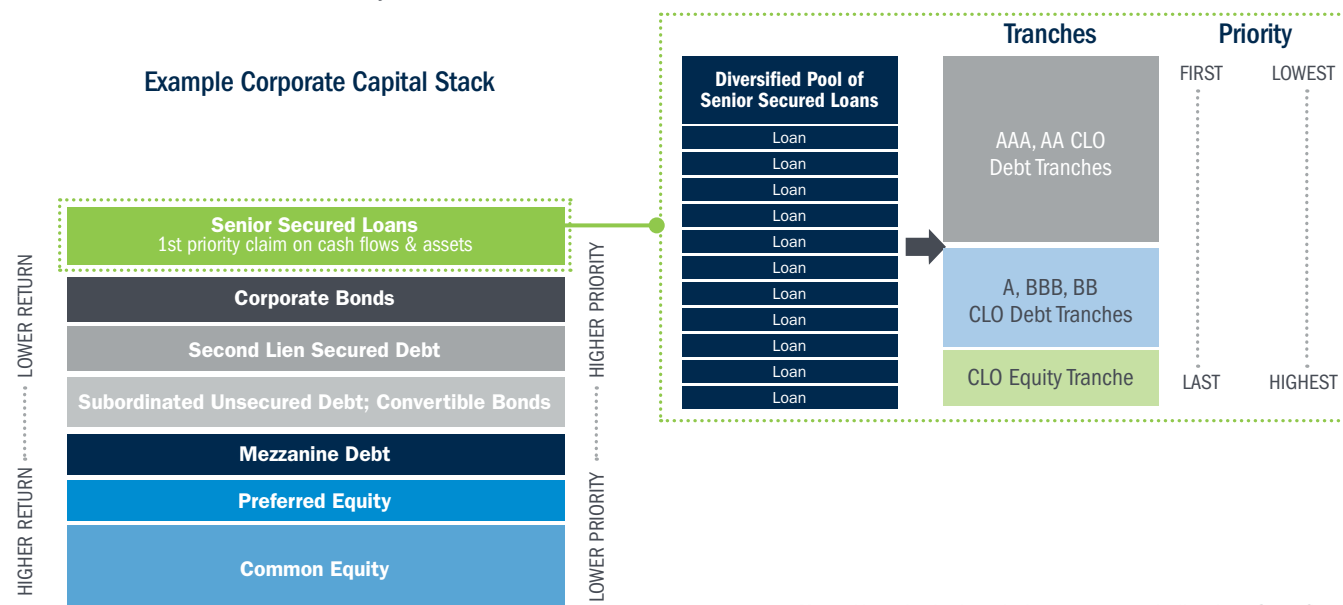 Example Corporate Capital Stack
LOWER RETURN
HIGHER RETURN
Senior Secured Loans
1st priority claim on cash flows & assets
Corporate Bonds
Second Lien Secured Debt
Subordinated Unsecured Debt; Convertible Bonds
Mezzanine Debt
Preferred Equity
Common Equity
HIGHER PRIORITY
LOWER PRIORITY
Diversified Pool of
Senior Secured Loans
Loan
Loan
Loan
Loan
Loan
Loan
Loan
Loan
Loan
Loan
Loan
Tranches
AAA, AA CLO
Debt Tranches
A, BBB, BB
CLO Debt Tranches
CLO Equity Tranche
Priority
FIRST
LOWEST
LAST
HIGHEST